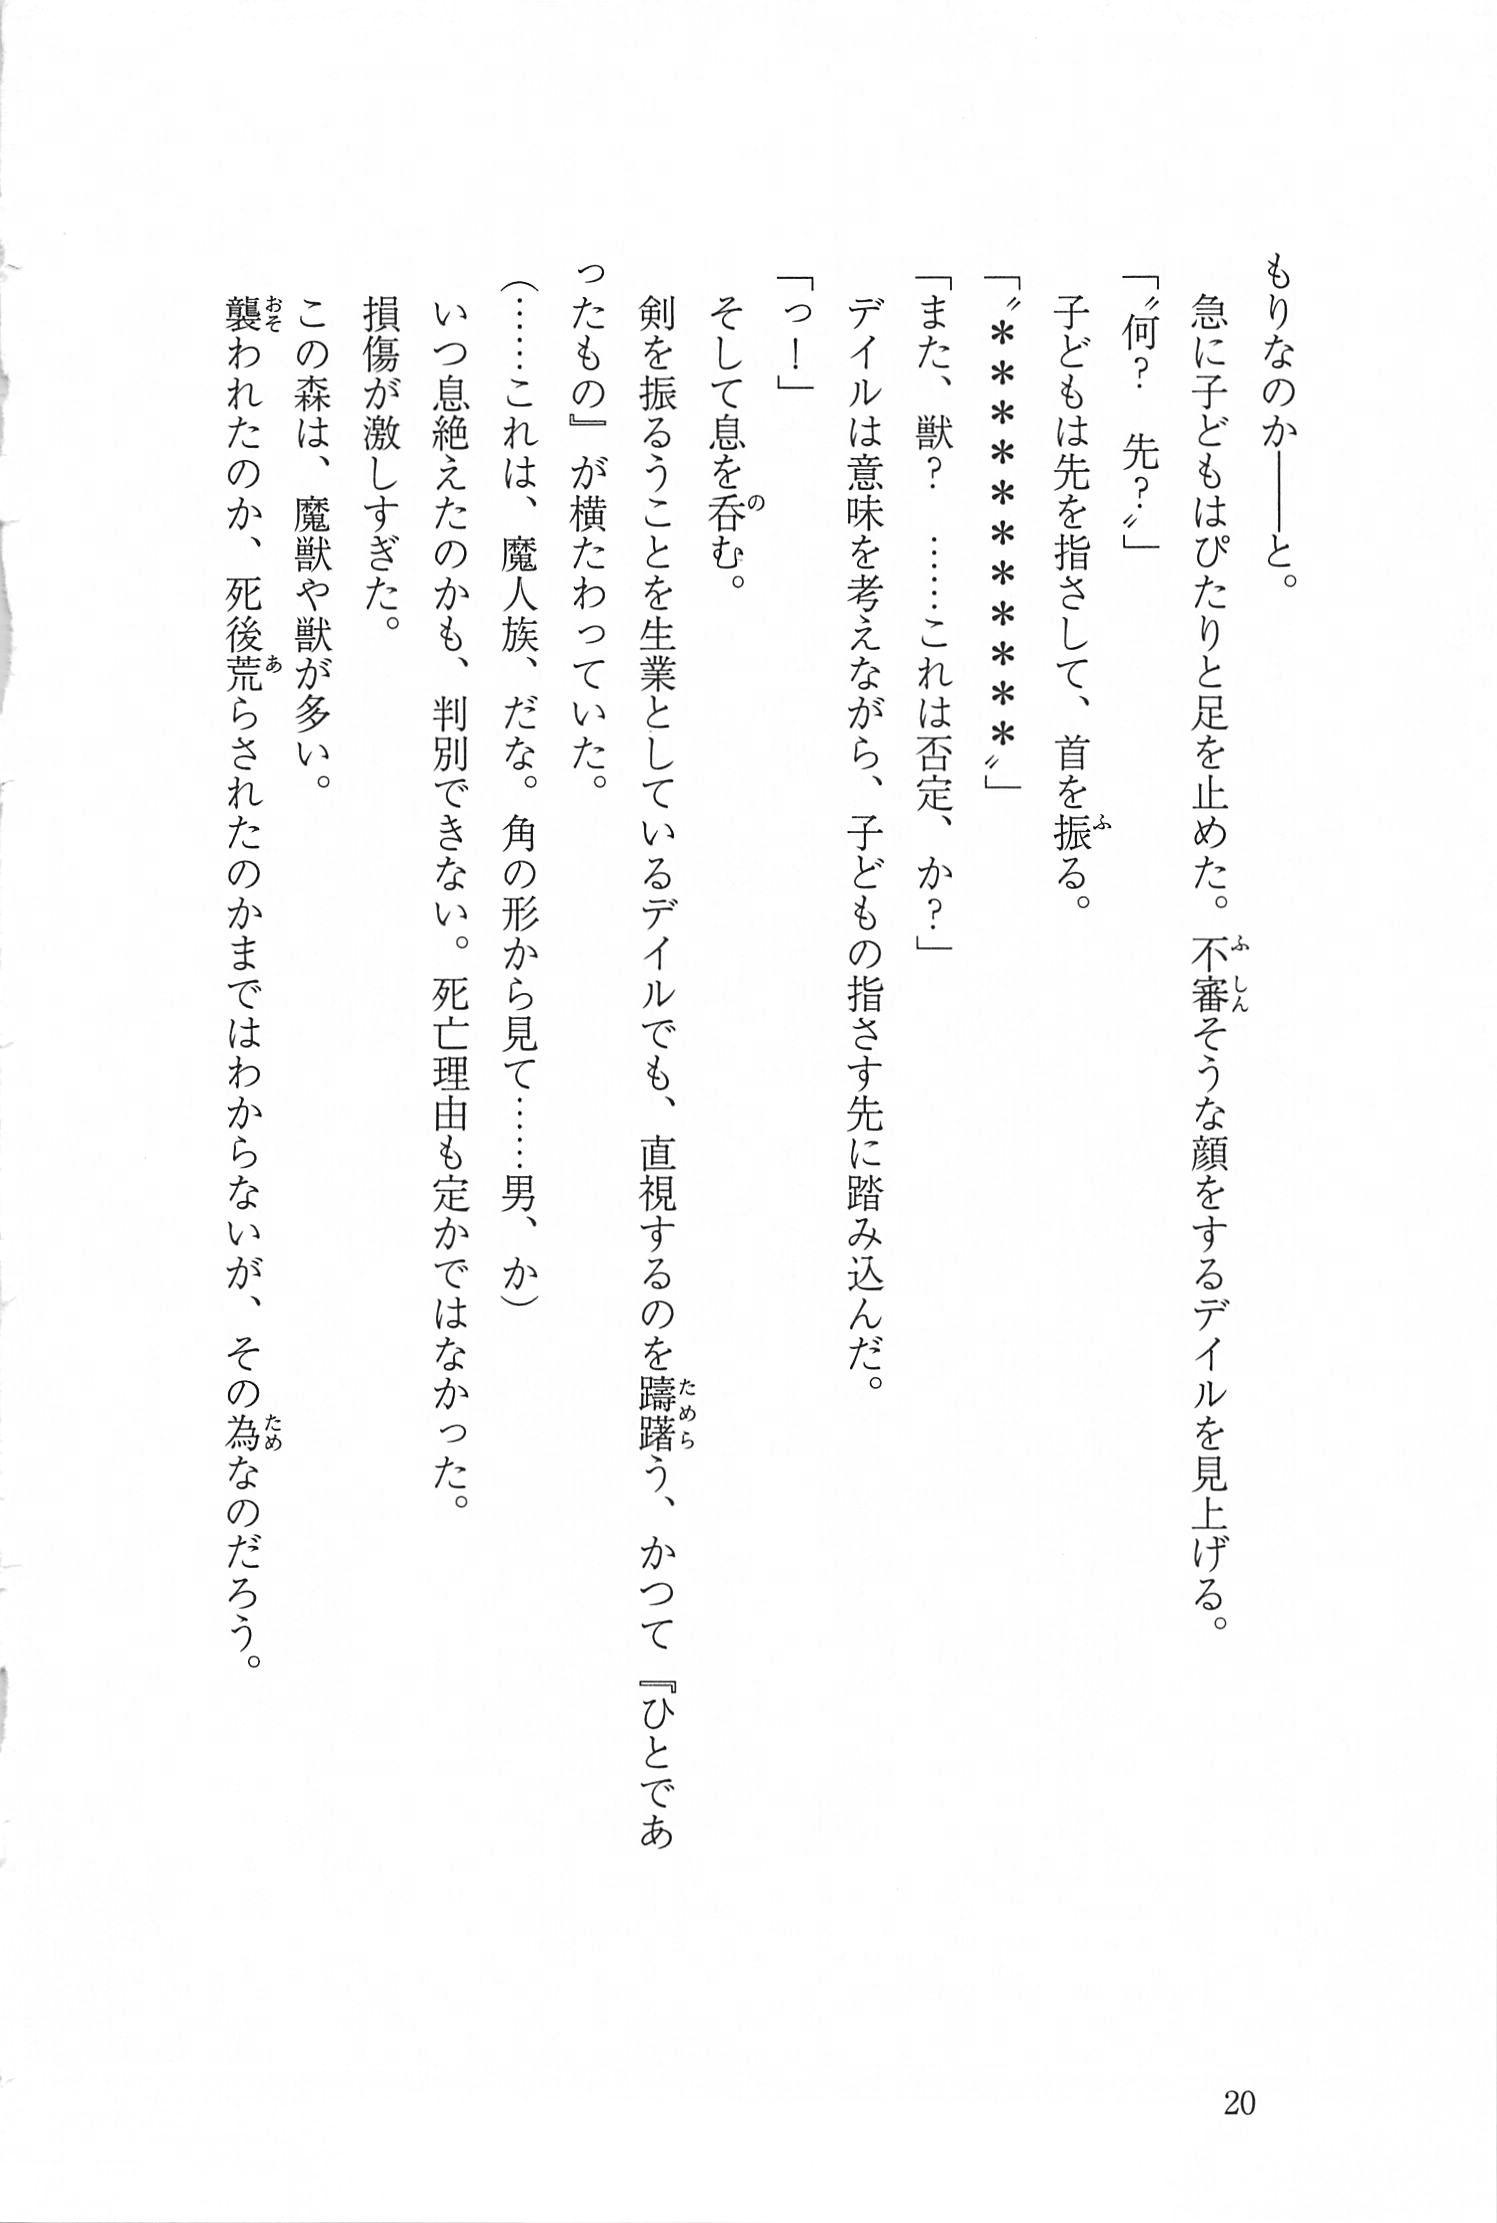 もりなのか――と。
急に子どもはぴたりと足を止めた。不審そうな顔をするデイルを見上げる。
「〝何？　先？〟」
子どもは先を指さして、首を振る。
「〝＊＊＊＊＊＊＊＊＊＊＊〟」
「また、獣？　……これは否定、か？」
デイルは意味を考えながら、子どもの指さす先に踏み込んだ。
「っ！」
そして息を呑む。
剣を振るうことを生業としているデイルでも、直視するのを躊躇う、かつて『ひとであ
ったもの』が横たわっていた。
（……これは、魔人族、だな。角の形から見て……男、か）
いつ息絶えたのかも、判別できない。死亡理由も定かではなかった。
損傷が激しすぎた。
この森は、魔獣や獣が多い。
襲われたのか、死後荒らされたのかまではわからないが、その為なのだろう。
20